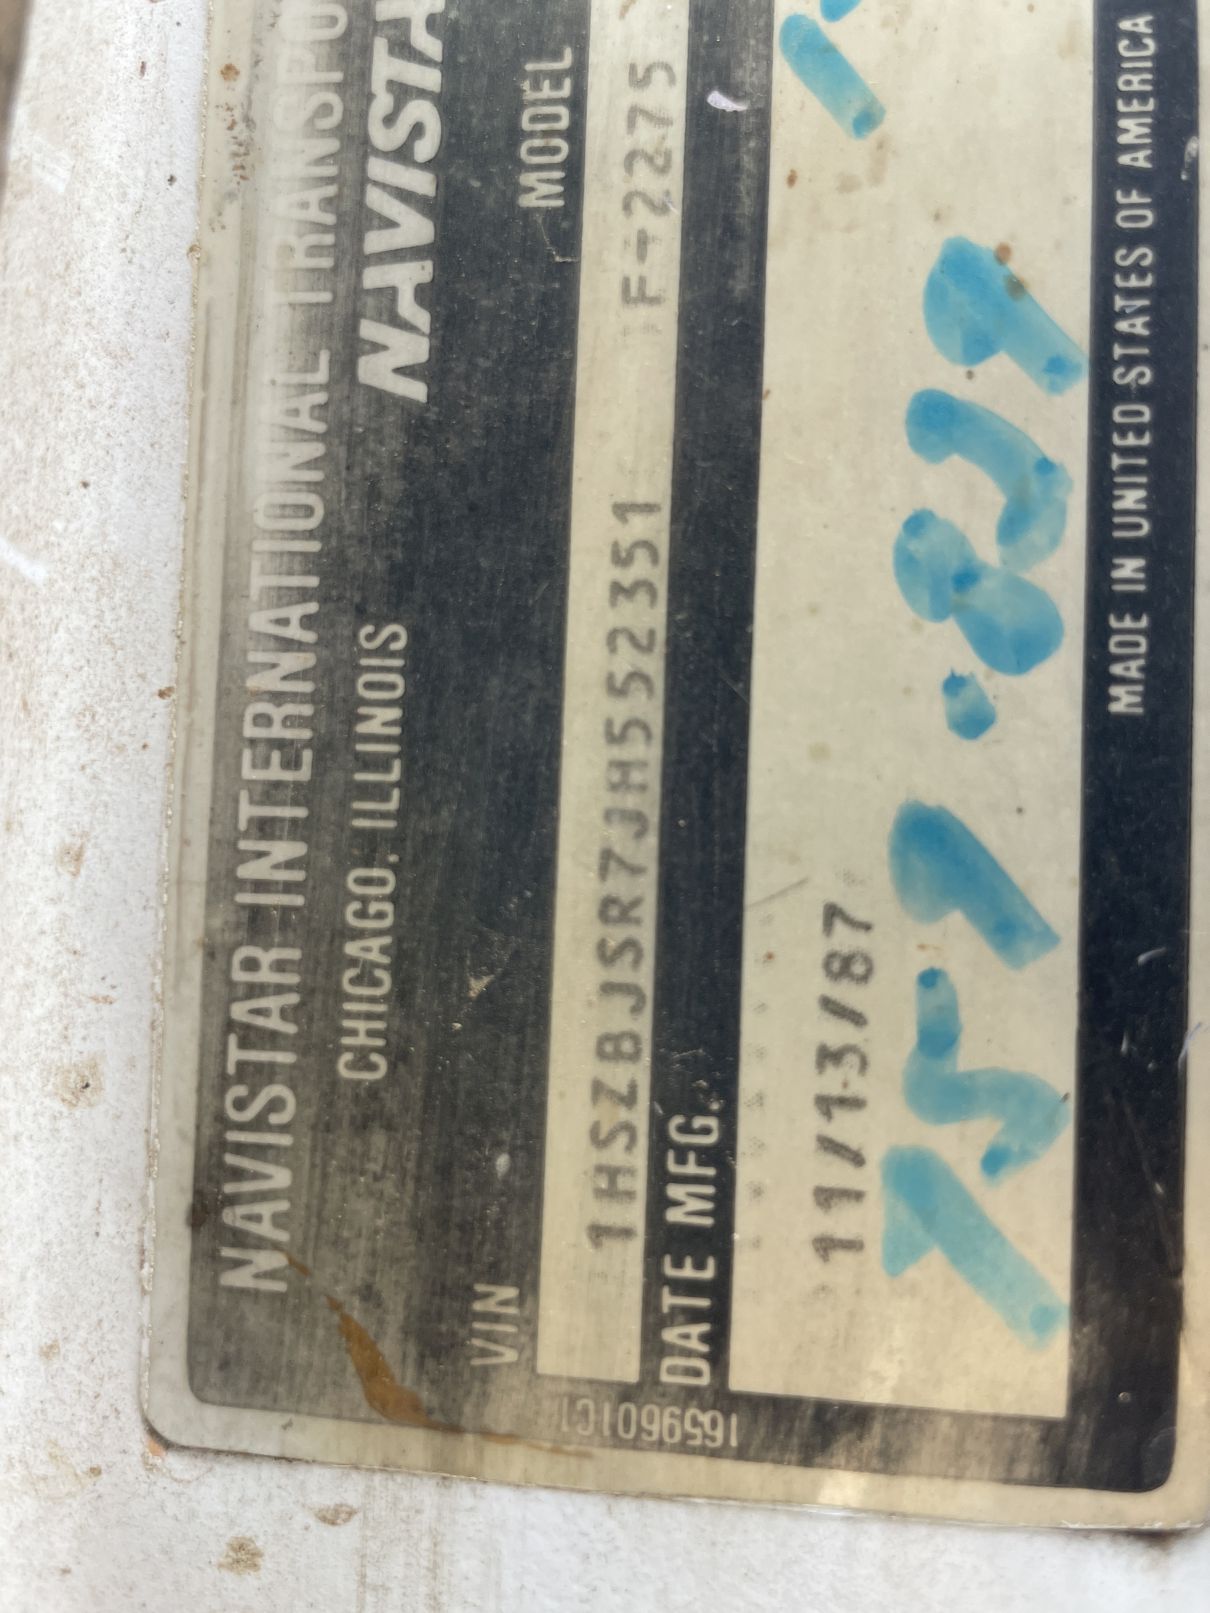 NAVISTAR INTERNATIONAL TRANSPO
CHICAGO, ILLINOIS NAVISTA
VIN MODEL
1HSZBJSR7JH552351 F-2275
1659601C1
DATE MFG.
11/13/87
MADE IN UNITED STATES OF AMERICA